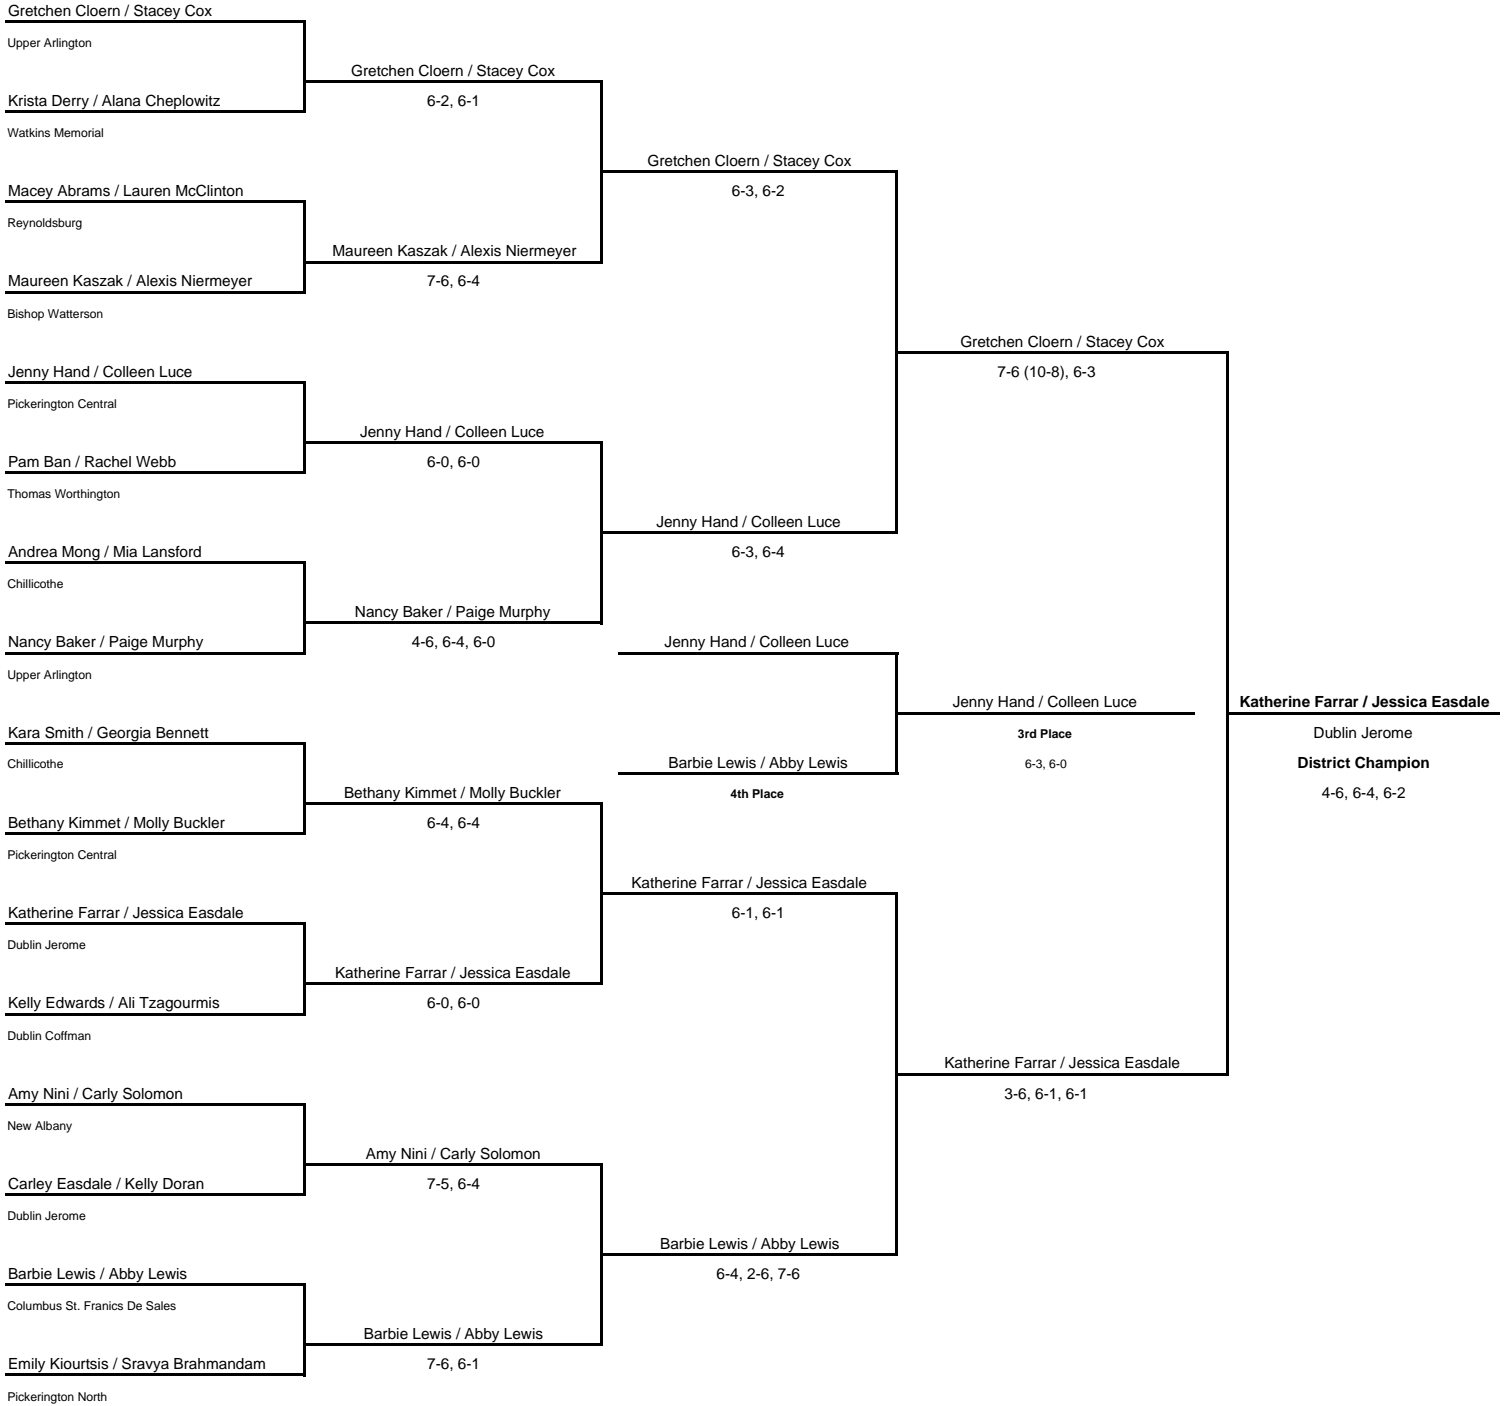 Gretchen Cloern / Stacey Cox
Upper Arlington
Krista Derry / Alana Cheplowitz
Watkins Memorial
Macey Abrams / Lauren McClinton
Reynoldsburg
Maureen Kaszak / Alexis Niermeyer
Bishop Watterson
Jenny Hand / Colleen Luce
Pickerington Central
Pam Ban / Rachel Webb
Thomas Worthington
Andrea Mong / Mia Lansford
Chillicothe
Nancy Baker / Paige Murphy
Upper Arlington
Kara Smith / Georgia Bennett
Chillicothe
Bethany Kimmet / Molly Buckler
Pickerington Central
Katherine Farrar / Jessica Easdale
Dublin Jerome
Kelly Edwards / Ali Tzagourmis
Dublin Coffman
Amy Nini / Carly Solomon
New Albany
Carley Easdale / Kelly Doran
Dublin Jerome
Barbie Lewis / Abby Lewis
Columbus St. Franics De Sales
Emily Kiourtsis / Sravya Brahmandam
Pickerington North
Gretchen Cloern / Stacey Cox
6-2, 6-1
Maureen Kaszak / Alexis Niermeyer
7-6, 6-4
Jenny Hand / Colleen Luce
6-0, 6-0
Nancy Baker / Paige Murphy
4-6, 6-4, 6-0
Bethany Kimmet / Molly Buckler
6-4, 6-4
Katherine Farrar / Jessica Easdale
6-0, 6-0
Amy Nini / Carly Solomon
7-5, 6-4
Barbie Lewis / Abby Lewis
7-6, 6-1
Gretchen Cloern / Stacey Cox
6-3, 6-2
Jenny Hand / Colleen Luce
6-3, 6-4
Jenny Hand / Colleen Luce
Barbie Lewis / Abby Lewis
4th Place
Katherine Farrar / Jessica Easdale
6-1, 6-1
Barbie Lewis / Abby Lewis
6-4, 2-6, 7-6
Gretchen Cloern / Stacey Cox
7-6 (10-8), 6-3
Jenny Hand / Colleen Luce
3rd Place
6-3, 6-0
Katherine Farrar / Jessica Easdale
3-6, 6-1, 6-1
Katherine Farrar / Jessica Easdale
Dublin Jerome
District Champion
4-6, 6-4, 6-2